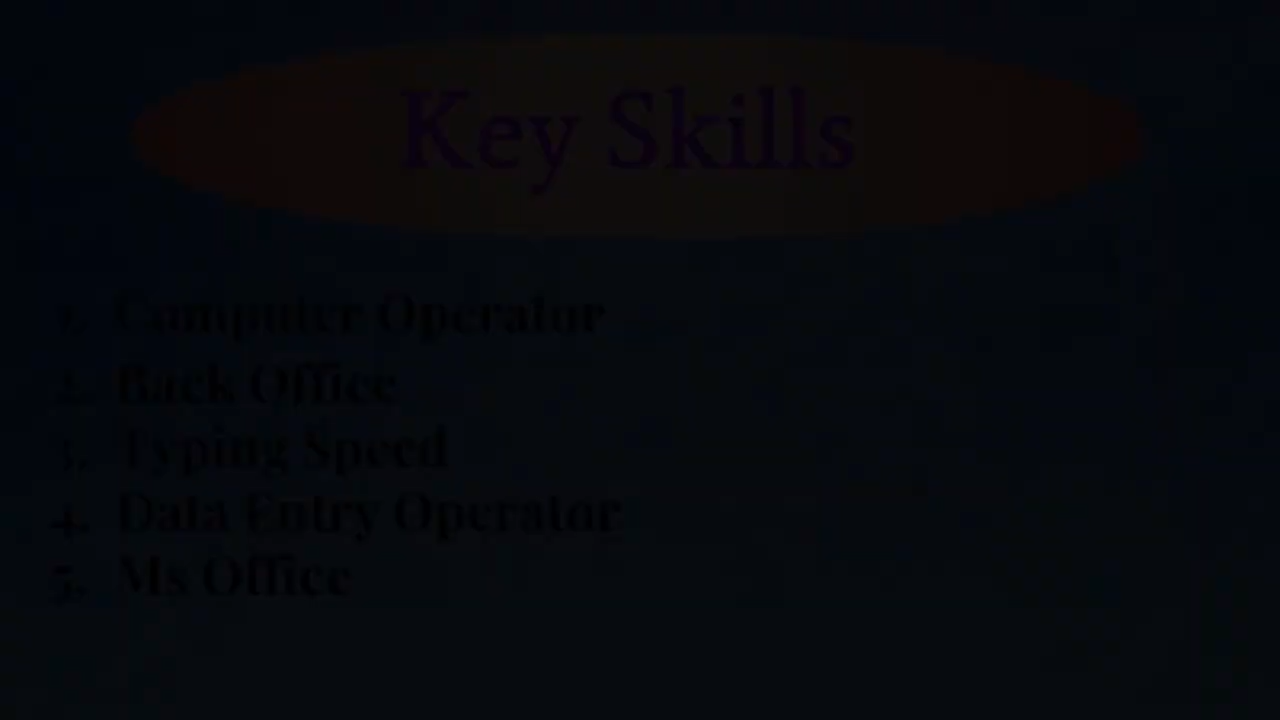 Key Skills
1. Computer Operator
2. Back Office
3. Typing Speed
4. Data Entry Operator
5. Ms Office